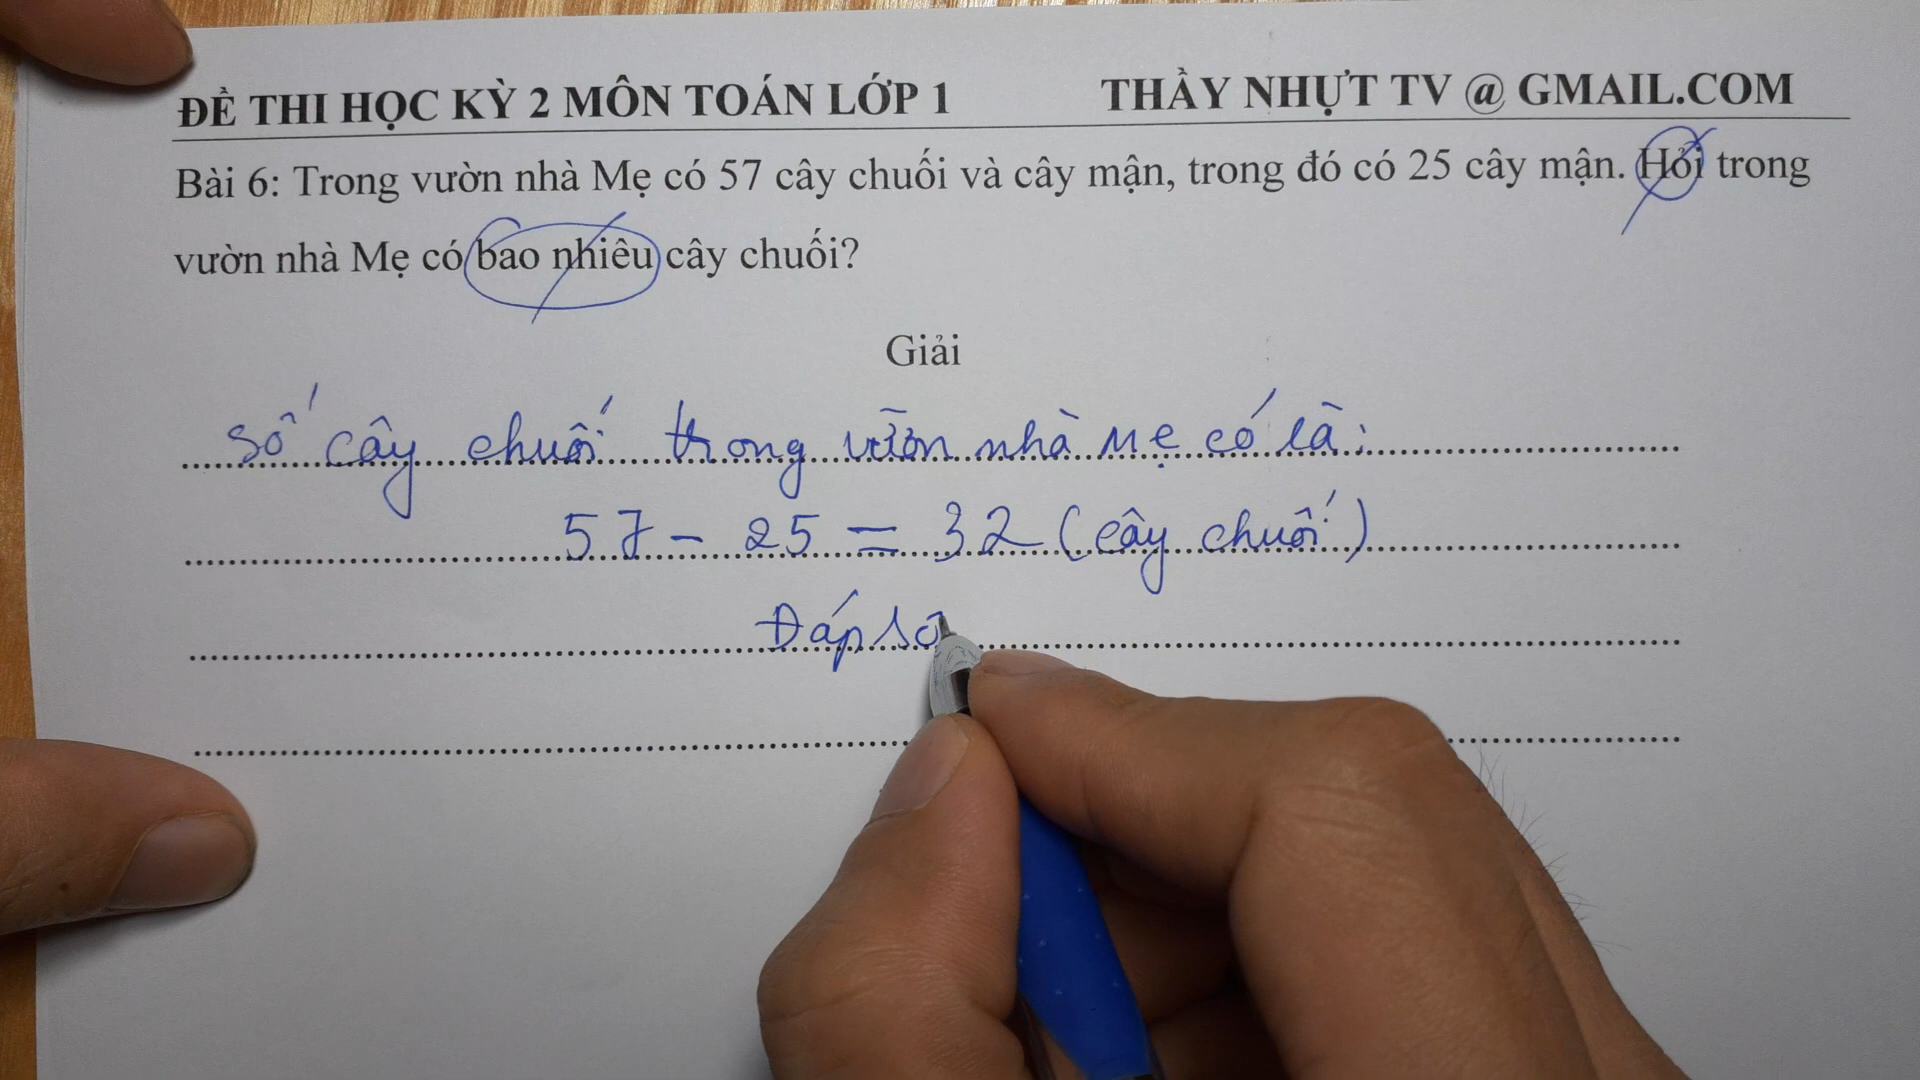 ĐỀ THI HỌC KỲ 2 MÔN TOÁN LỚP 1 THẦY NHỰT TV @ GMAIL.COM
Bài 6: Trong vườn nhà Mẹ có 57 cây chuối và cây mận, trong đó có 25 cây mận. Hỏi trong
vườn nhà Mẹ có bao nhiêu cây chuối?
Giải
Số cây chuối trong vườn nhà Mẹ có là:
57 - 25 = 32 (cây chuối)
Đáp sô